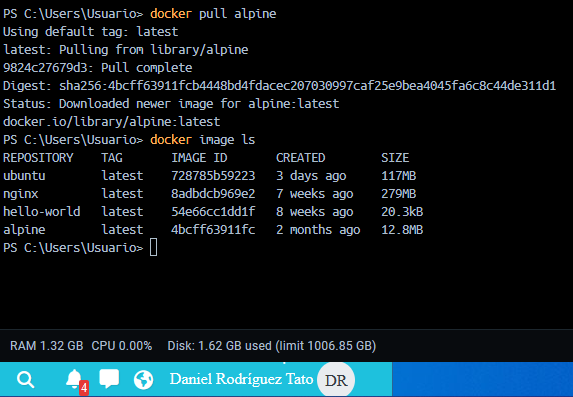 PS C:\Users\Usuario> docker pull alpine
Using default tag: latest
latest: Pulling from library/alpine
9824c27679d3: Pull complete
Digest: sha256:4bcff63911fcb4448bd4fdacec207030997caf25e9bea4045fa6c8c44de311d1
Status: Downloaded newer image for alpine:latest
docker.io/library/alpine:latest
PS C:\Users\Usuario> docker image ls
REPOSITORY TAG IMAGE ID CREATED SIZE
ubuntu latest 728785b59223 3 days ago 117MB
nginx latest 8adbdcb969e2 7 weeks ago 279MB
hello-world latest 54e66cc1dd1f 8 weeks ago 20.3kB
alpine latest 4bcff63911fc 2 months ago 12.8MB
PS C:\Users\Usuario>
RAM 1.32 GB CPU 0.00% Disk: 1.62 GB used (limit 1006.85 GB)
4 Daniel Rodríguez Tato DR